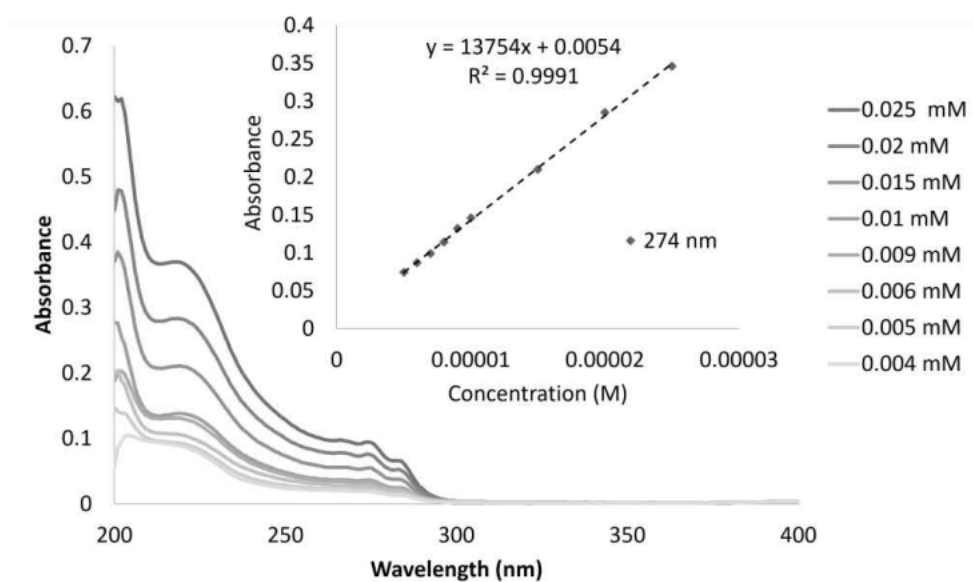 0.7
0.6
0.5
0.4
0.3
0.2
0.1
0
Absorbance
200
250
300
350
400
Wavelength (nm)
0.4
0.35
0.3
0.25
0.2
0.15
0.1
0.05
0
Absorbance
y = 13754x + 0.0054
R² = 0.9991
274 nm
0
0.000001
0.000002
0.00003
Concentration (M)
0.025 mM
0.02 mM
0.015 mM
0.01 mM
0.009 mM
0.006 mM
0.005 mM
0.004 mM